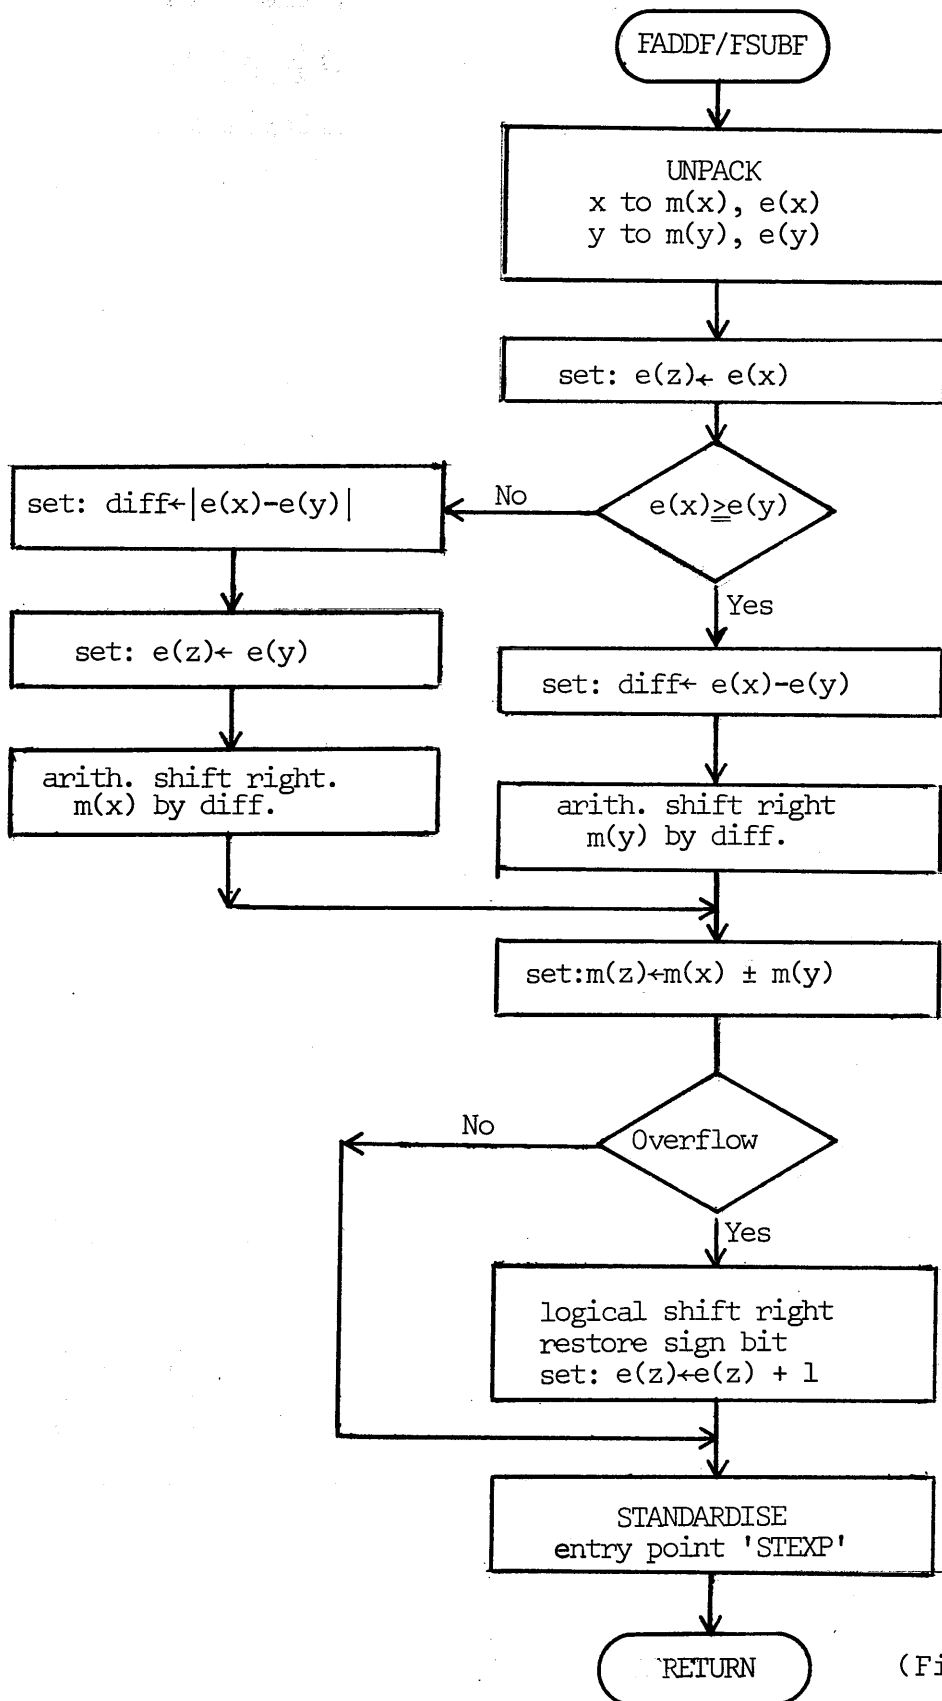 FADDF/FSUBF
UNPACK
x to m(x), e(x)
y to m(y), e(y)
set: e(z)← e(x)
e(x)≧e(y)
No
set: diff←|e(x)-e(y)|
set: e(z)← e(y)
arith. shift right.
m(x) by diff.
Yes
set: diff← e(x)-e(y)
arith. shift right
m(y) by diff.
set:m(z)←m(x) ± m(y)
Overflow
No
Yes
logical shift right
restore sign bit
set: e(z)←e(z) + 1
STANDARDISE
entry point 'STEXP'
RETURN